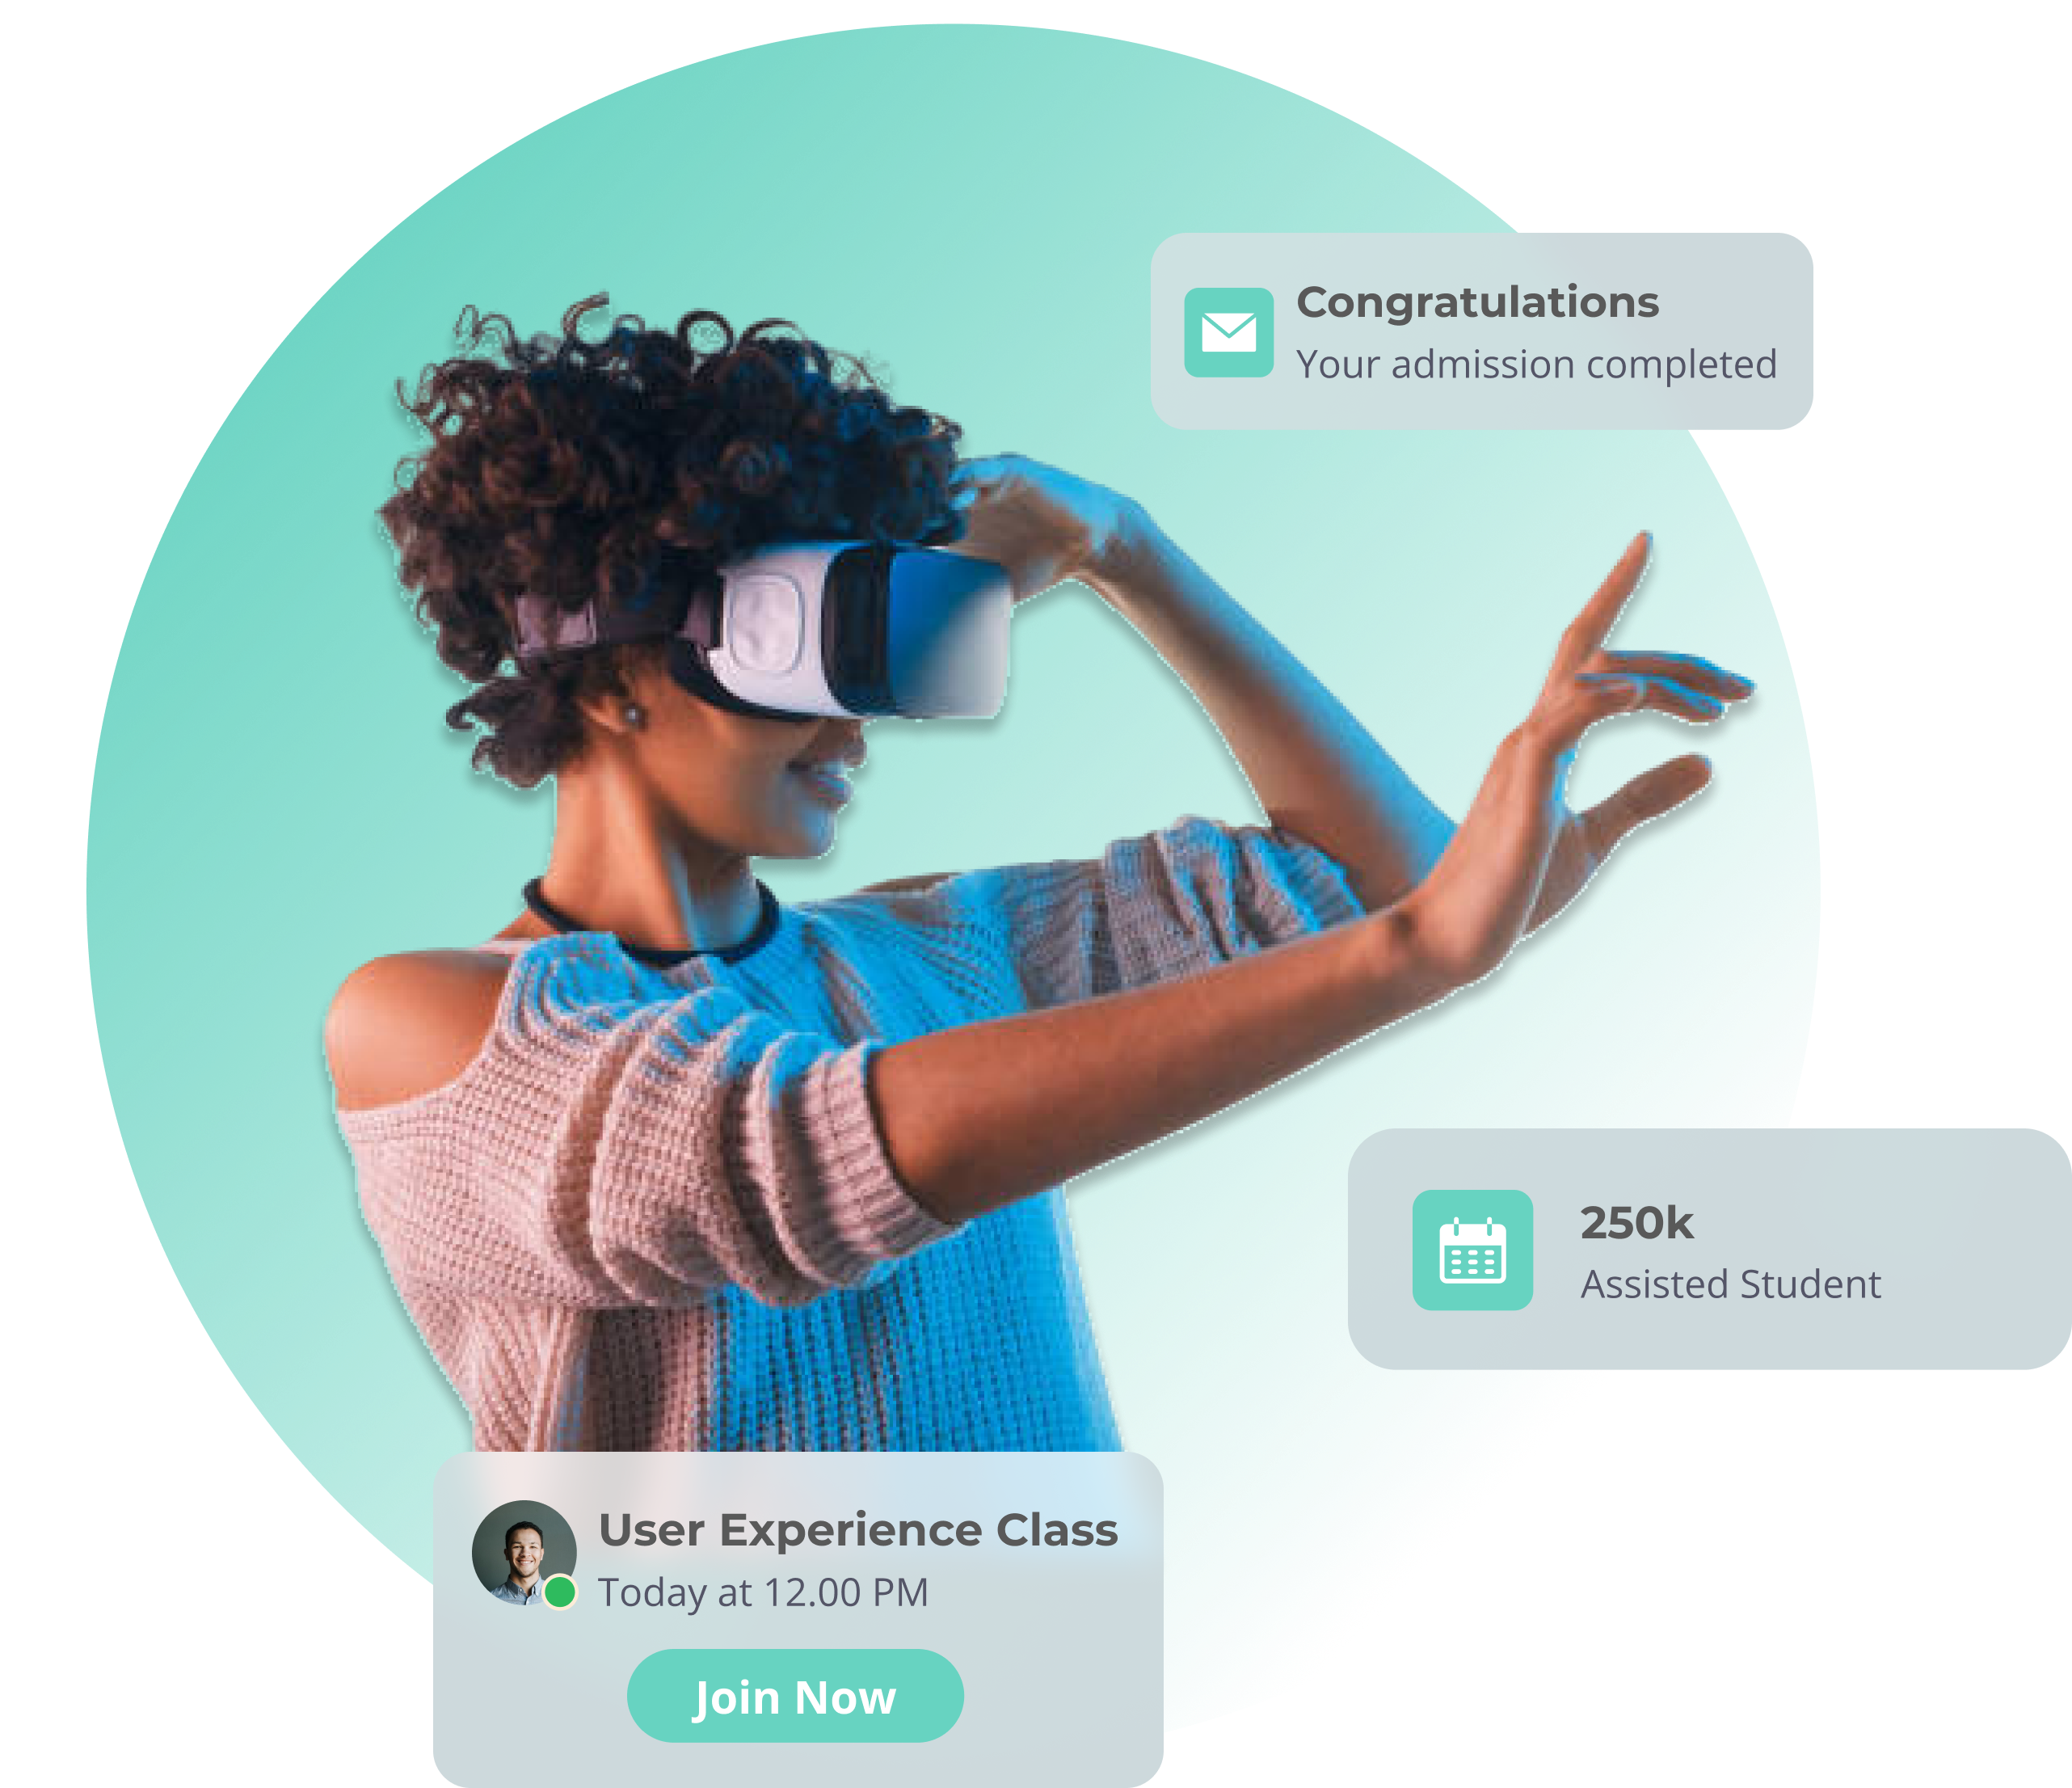 Congratulations
Your admission completed
250k
Assisted Student
User Experience Class
Today at 12.00 PM
Join Now